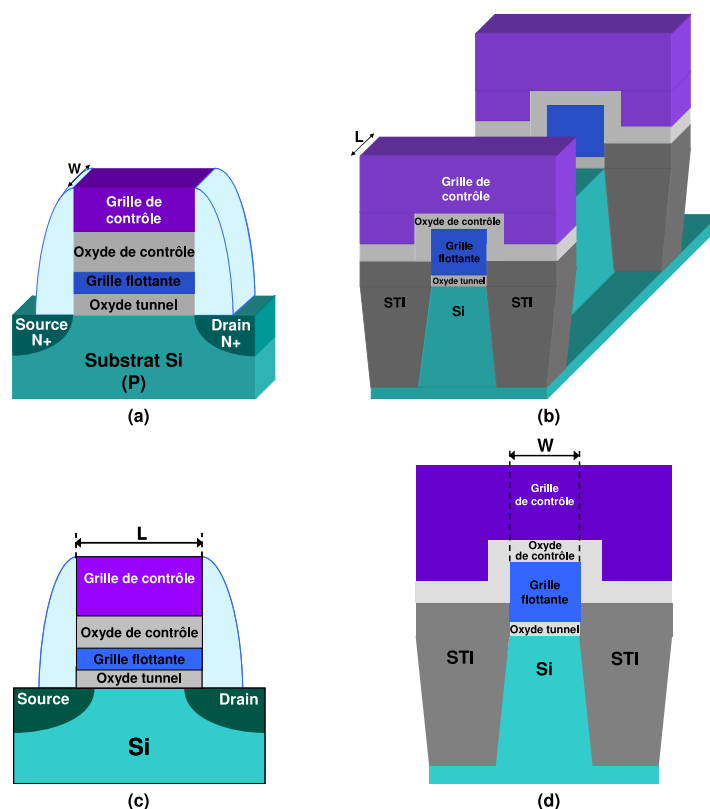 W
Grille de
contrôle
Oxyde de contrôle
Grille flottante
Oxyde tunnel
Source
N+
Drain
N+
Substrat Si
(P)
(a)
L
Grille de
contrôle
Oxyde de contrôle
Grille
flottante
Oxyde tunnel
STI
Si
STI
(b)
L
Grille de contrôle
Oxyde de contrôle
Grille flottante
Oxyde tunnel
Source
Drain
Si
(c)
W
Grille
de contrôle
Oxyde
de contrôle
Grille
flottante
Oxyde tunnel
STI
Si
STI
(d)